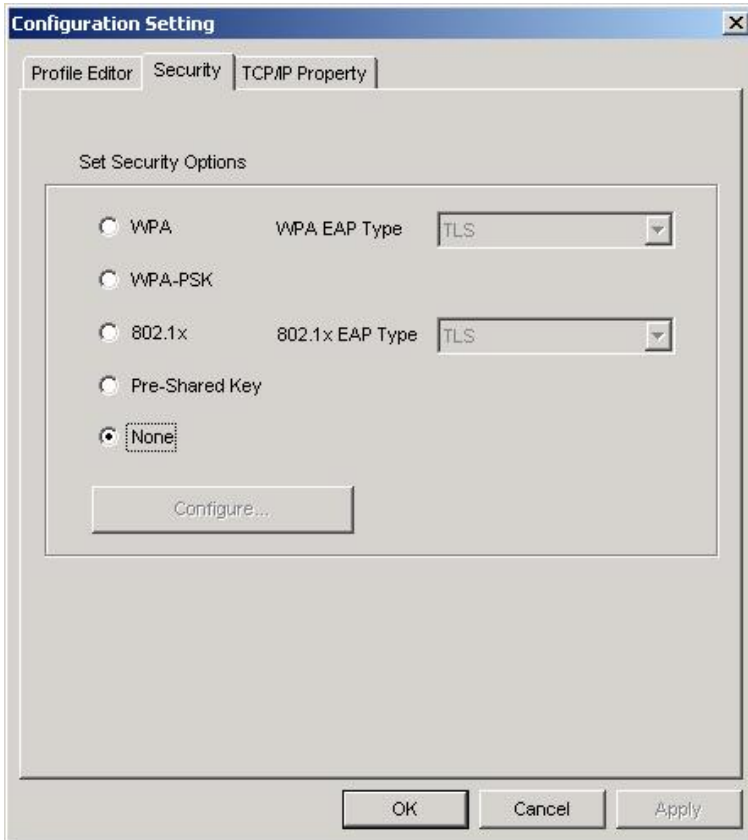 Configuration Setting
Profile Editor Security TCP/IP Property
Set Security Options
WPA WPA EAP Type TLS
WPA-PSK
802.1x 802.1x EAP Type TLS
Pre-Shared Key
None
Configure...
OK Cancel Apply